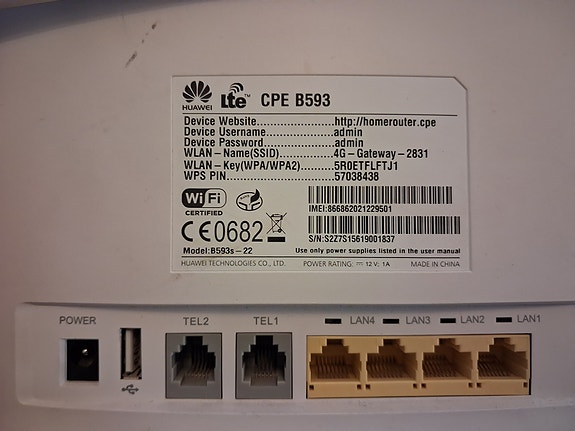 HUAWEI
Lte™ CPE B593
Device Website......................http://homerouter.cpe
Device Username....................admin
Device Password....................admin
WLAN-Name(SSID)................4G-Gateway-2831
WLAN-Key(WPA/WPA2)..........5R0ETFLFTJ1
WPS PIN..............................57038438
WiFi
CERTIFIED
IMEI:866862021229501
CE0682
S/N:S2Z7S15619001837
Model:B593s-22
Use only power supplies listed in the user manual
HUAWEI TECHNOLOGIES CO., LTD.
POWER RATING: ⎓ 12V; 1A
MADE IN CHINA
POWER
TEL2
TEL1
LAN4
LAN3
LAN2
LAN1